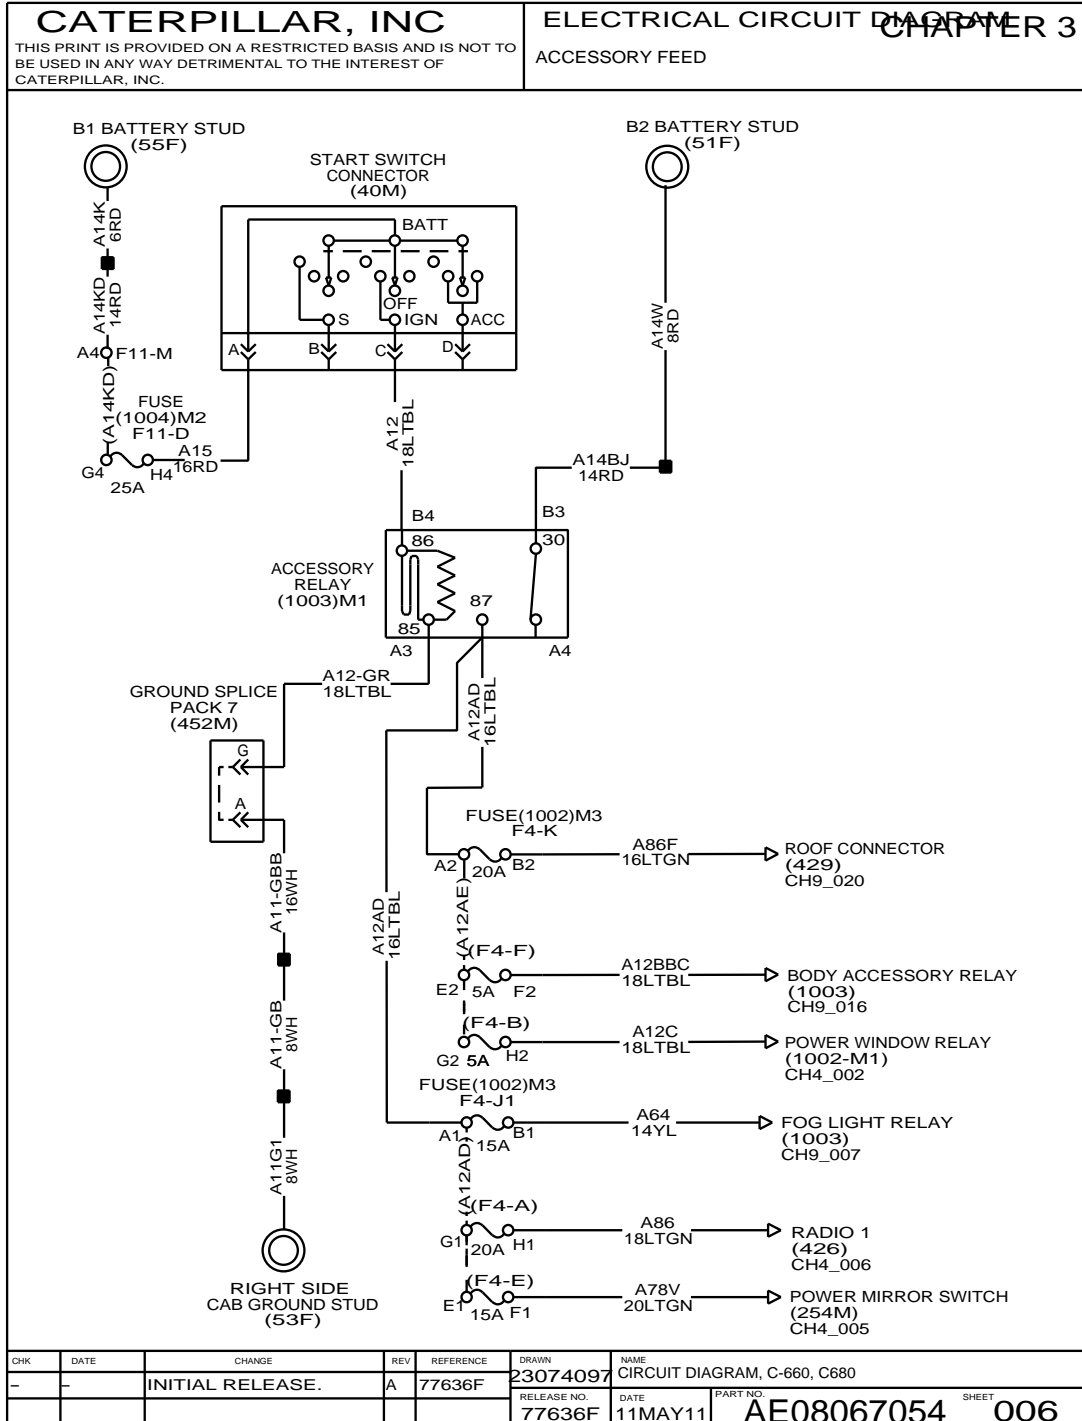 CATERPILLAR, INC
THIS PRINT IS PROVIDED ON A RESTRICTED BASIS AND IS NOT TO
BE USED IN ANY WAY DETRIMENTAL TO THE INTEREST OF
CATERPILLAR, INC.
ELECTRICAL CIRCUIT DIAGRAM
CHAPTER 3
ACCESSORY FEED
B1 BATTERY STUD
(55F)
B2 BATTERY STUD
(51F)
START SWITCH
CONNECTOR
(40M)
BATT
OFF
S
IGN
ACC
A
B
C
D
A14K
6RD
A14KD
14RD
A4
F11-M
(A14KD)
FUSE
(1004)M2
F11-D
G4
H4
25A
A15
16RD
A12
18LTBL
A14W
8RD
A14BJ
14RD
B4
B3
86
30
ACCESSORY
RELAY
(1003)M1
87
85
A3
A4
A12-GR
18LTBL
GROUND SPLICE
PACK 7
(452M)
G
A
A12AD
16LTBL
A12AD
16LTBL
FUSE(1002)M3
F4-K
A2
20A
B2
A86F
16LTGN
ROOF CONNECTOR
(429)
CH9_020
(A12AE)
(F4-F)
E2
5A
F2
A12BBC
18LTBL
BODY ACCESSORY RELAY
(1003)
CH9_016
(F4-B)
G2
5A
H2
A12C
18LTBL
POWER WINDOW RELAY
(1002-M1)
CH4_002
FUSE(1002)M3
F4-J1
A1
15A
B1
A64
14YL
FOG LIGHT RELAY
(1003)
CH9_007
(A12AD)
(F4-A)
G1
20A
H1
A86
18LTGN
RADIO 1
(426)
CH4_006
(F4-E)
E1
15A
F1
A78V
20LTGN
POWER MIRROR SWITCH
(254M)
CH4_005
A11-GBB
16WH
A11-GB
8WH
A11G1
8WH
RIGHT SIDE
CAB GROUND STUD
(53F)
CHK DATE CHANGE REV REFERENCE
– – INITIAL RELEASE. A 77636F
DRAWN
23074097
NAME
CIRCUIT DIAGRAM, C-660, C680
RELEASE NO.
77636F
DATE
11MAY11
PART NO.
AE08067054
SHEET
006